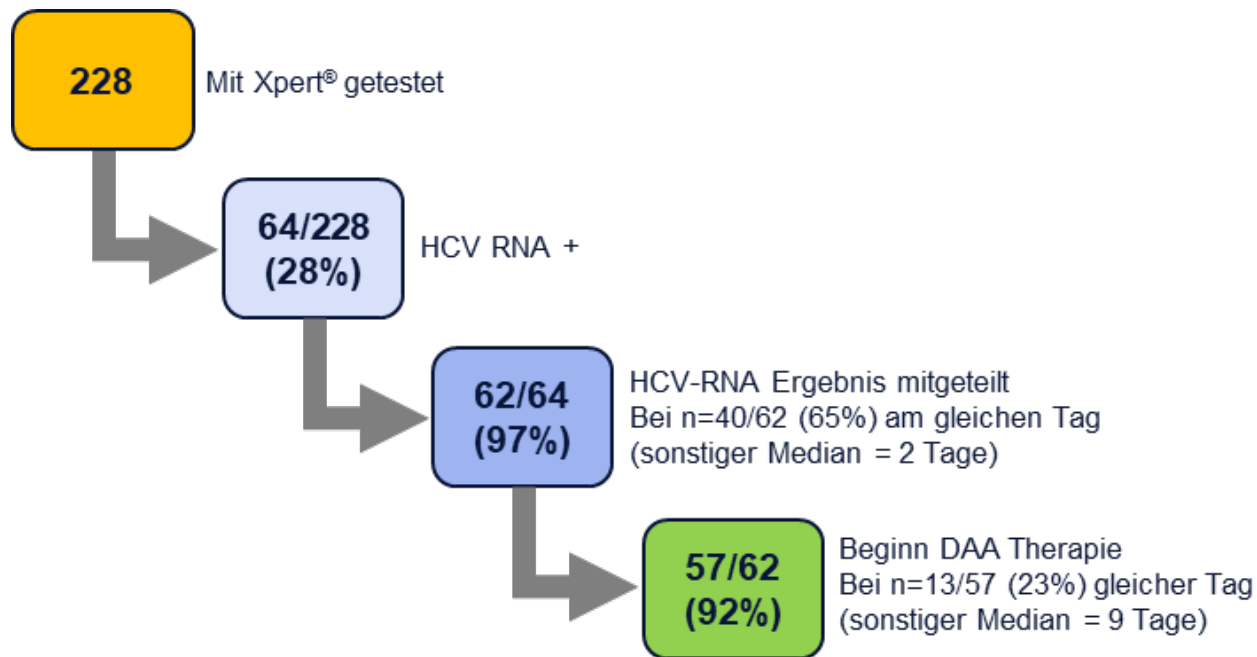 228
Mit Xpert® getestet
64/228
(28%)
HCV RNA +
62/64
(97%)
HCV-RNA Ergebnis mitgeteilt
Bei n=40/62 (65%) am gleichen Tag
(sonstiger Median = 2 Tage)
57/62
(92%)
Beginn DAA Therapie
Bei n=13/57 (23%) gleicher Tag
(sonstiger Median = 9 Tage)